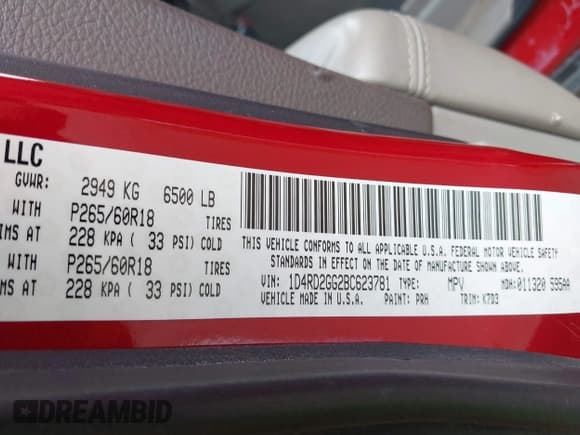 LLC
GVWR: 2949 KG 6500 LB
WITH P265/60R18 TIRES
IMS AT 228 KPA ( 33 PSI) COLD
WITH P265/60R18 TIRES
IMS AT 228 KPA ( 33 PSI) COLD
THIS VEHICLE CONFORMS TO ALL APPLICABLE U.S.A. FEDERAL MOTOR VEHICLE SAFETY
STANDARDS IN EFFECT ON THE DATE OF MANUFACTURE SHOWN ABOVE.
VIN: 1D4RD2GG2BC623781 TYPE: MPV MDH: 011320 595AA
VEHICLE MADE IN U.S.A. PAINT: PRH TRIM: K7D3
DREAMBID